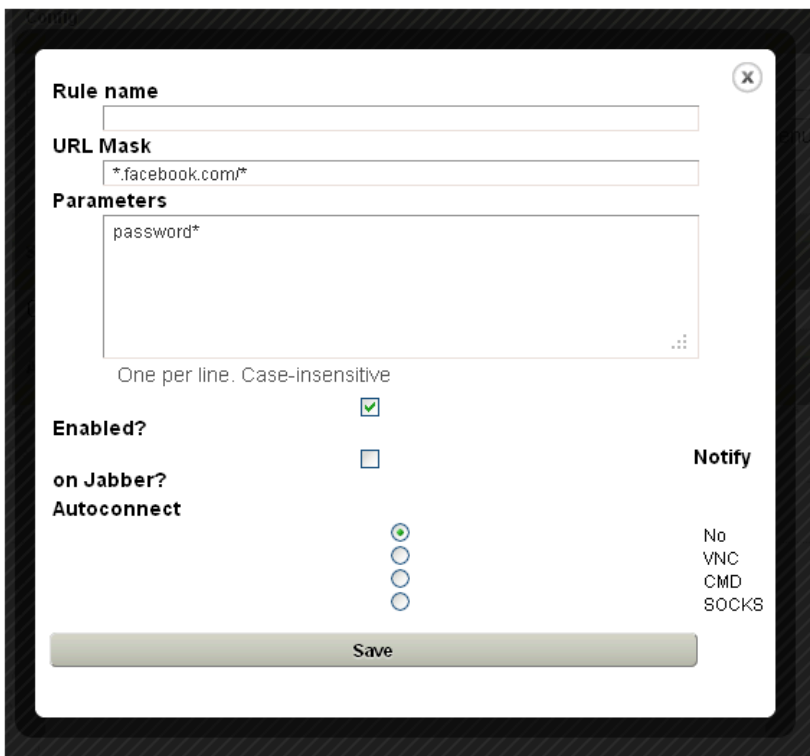 Config
Rule name
URL Mask
*.facebook.com/*
Parameters
password*
One per line. Case-insensitive
Enabled?
Notify
on Jabber?
Autoconnect
No
VNC
CMD
SOCKS
Save